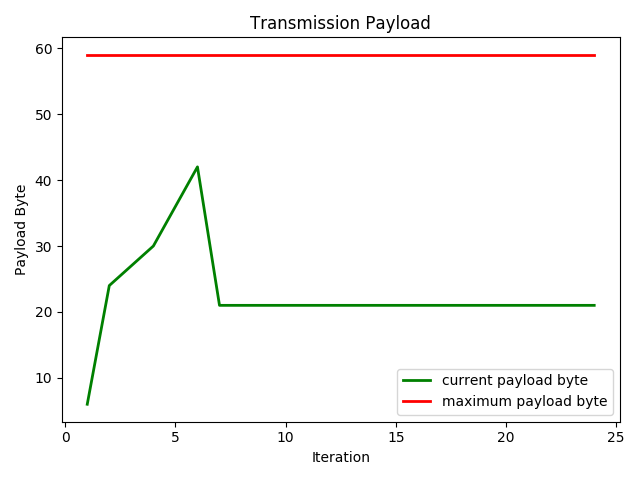 Transmission Payload
60
50
40
30
20
10
Payload Byte
0
5
10
15
20
25
Iteration
current payload byte
maximum payload byte